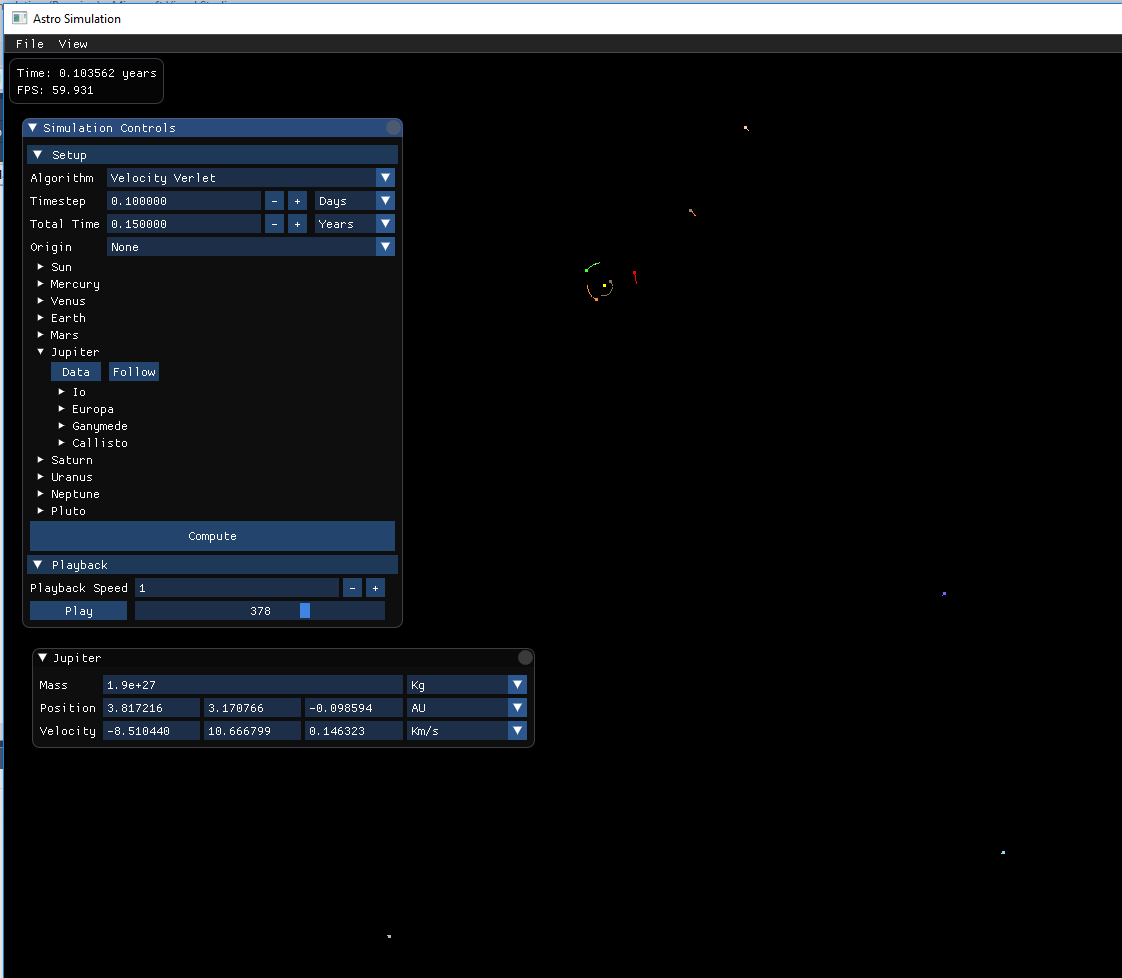 Astro Simulation
File View
Time: 0.103562 years
FPS: 59.931
Simulation Controls
Setup
Algorithm Velocity Verlet
Timestep 0.100000 - + Days
Total Time 0.150000 - + Years
Origin None
Sun
Mercury
Venus
Earth
Mars
Jupiter
Data Follow
Io
Europa
Ganymede
Callisto
Saturn
Uranus
Neptune
Pluto
Compute
Playback
Playback Speed 1 - +
Play 378
Jupiter
Mass 1.9e+27 Kg
Position 3.817216 3.170766 -0.098594 AU
Velocity -8.510440 10.666799 0.146323 Km/s